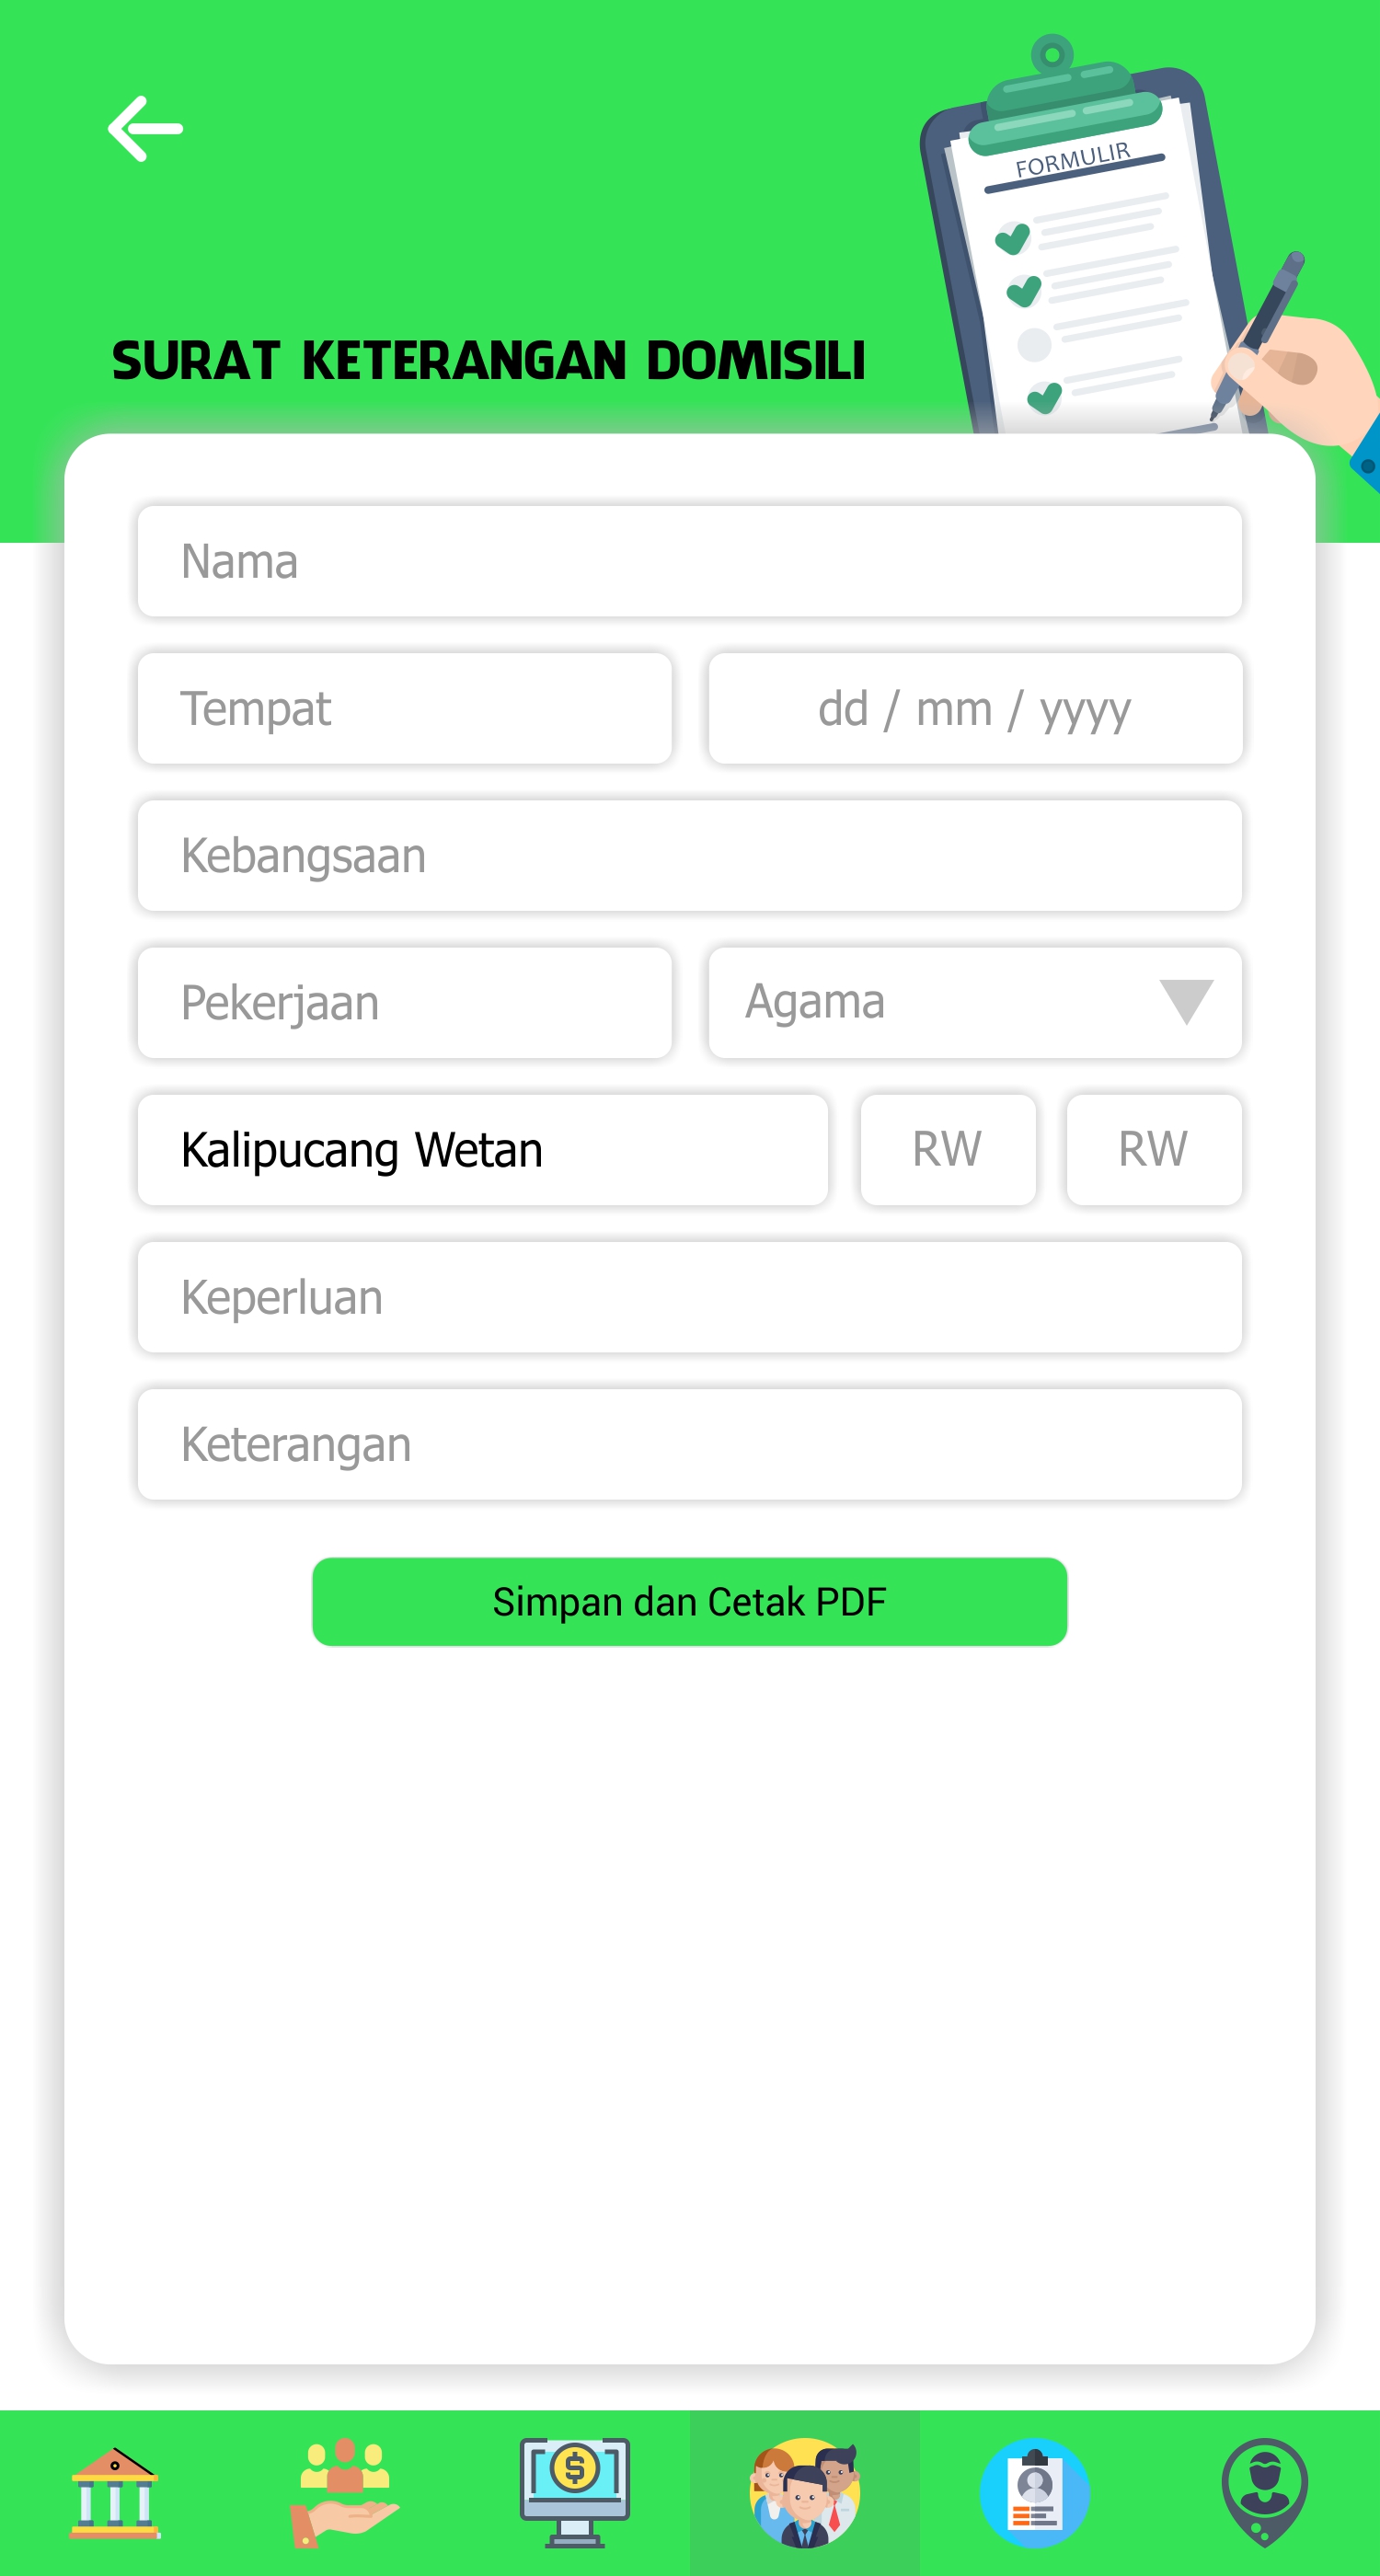 FORMULIR
SURAT KETERANGAN DOMISILI
Nama
Tempat
dd / mm / yyyy
Kebangsaan
Pekerjaan
Agama
Kalipucang Wetan
RW
RW
Keperluan
Keterangan
Simpan dan Cetak PDF
$